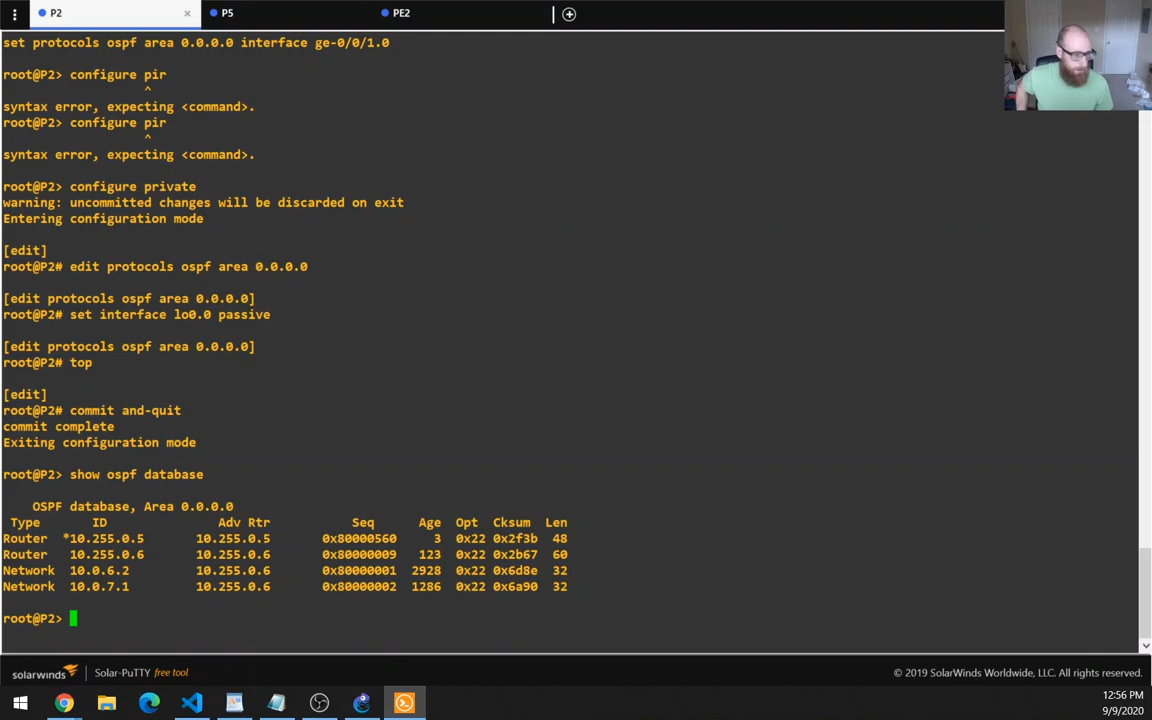 P2 × P5 PE2
set protocols ospf area 0.0.0.0 interface ge-0/0/1.0
root@P2> configure pir
^
syntax error, expecting <command>.
root@P2> configure pir
^
syntax error, expecting <command>.
root@P2> configure private
warning: uncommitted changes will be discarded on exit
Entering configuration mode
[edit]
root@P2# edit protocols ospf area 0.0.0.0
[edit protocols ospf area 0.0.0.0]
root@P2# set interface lo0.0 passive
[edit protocols ospf area 0.0.0.0]
root@P2# top
[edit]
root@P2# commit and-quit
commit complete
Exiting configuration mode
root@P2> show ospf database
OSPF database, Area 0.0.0.0
Type ID Adv Rtr Seq Age Opt Cksum Len
Router *10.255.0.5 10.255.0.5 0x80000560 3 0x22 0x2f3b 48
Router 10.255.0.6 10.255.0.6 0x80000009 123 0x22 0x2b67 60
Network 10.0.6.2 10.255.0.6 0x80000001 2928 0x22 0x6d8e 32
Network 10.0.7.1 10.255.0.6 0x80000002 1286 0x22 0x6a90 32
root@P2>
solarwinds Solar-PuTTY free tool © 2019 SolarWinds Worldwide, LLC. All rights reserved.
12:56 PM
9/9/2020